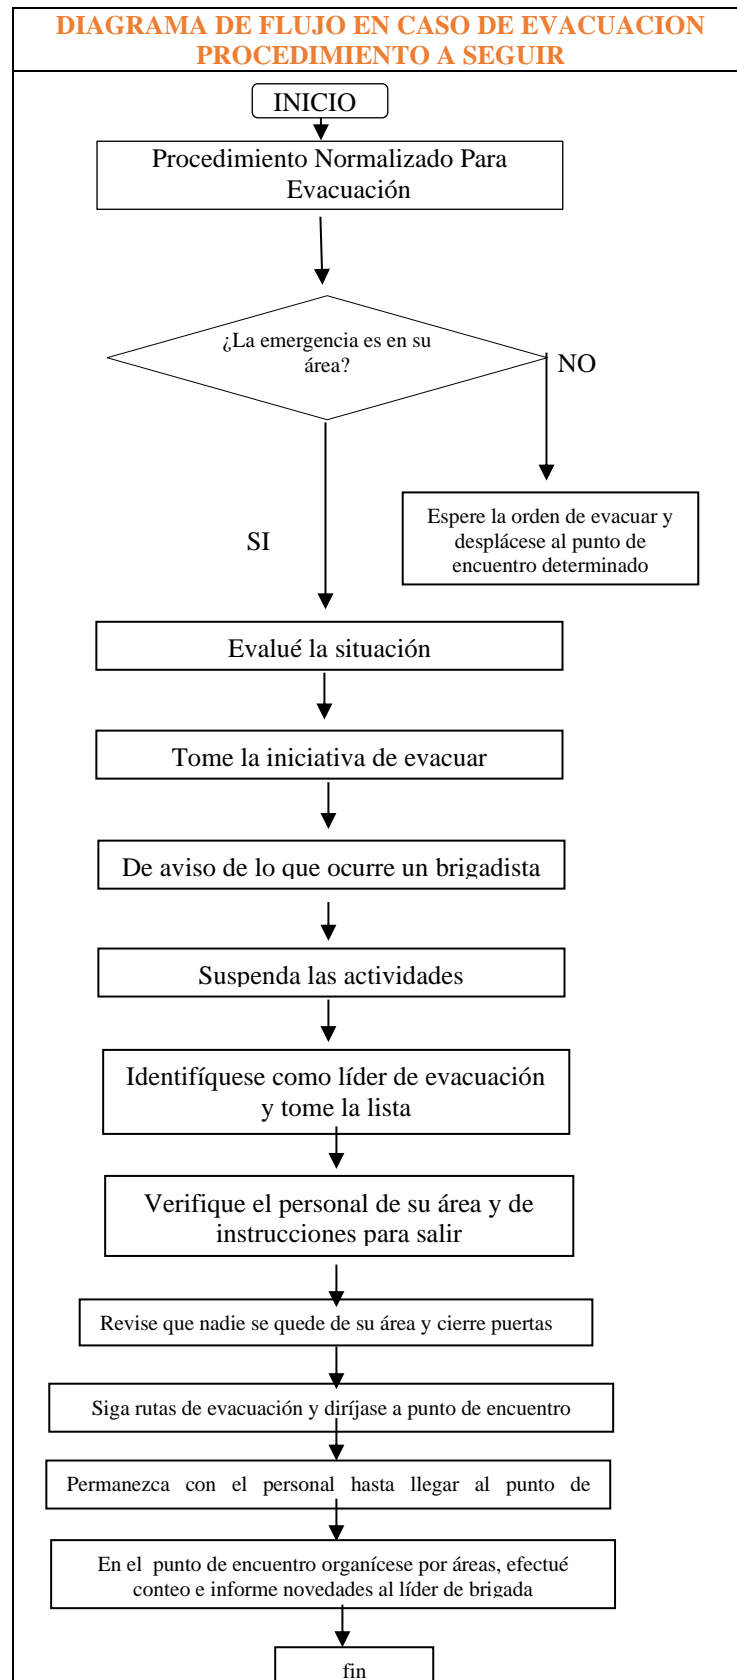 DIAGRAMA DE FLUJO EN CASO DE EVACUACION
PROCEDIMIENTO A SEGUIR
INICIO
Procedimiento Normalizado Para
Evacuación
¿La emergencia es en su
área?
NO
Espere la orden de evacuar y
desplácese al punto de
encuentro determinado
SI
Evalué la situación
Tome la iniciativa de evacuar
De aviso de lo que ocurre un brigadista
Suspenda las actividades
Identifíquese como líder de evacuación
y tome la lista
Verifique el personal de su área y de
instrucciones para salir
Revise que nadie se quede de su área y cierre puertas
Siga rutas de evacuación y diríjase a punto de encuentro
Permanezca con el personal hasta llegar al punto de
En el punto de encuentro organícese por áreas, efectué
conteo e informe novedades al líder de brigada
fin